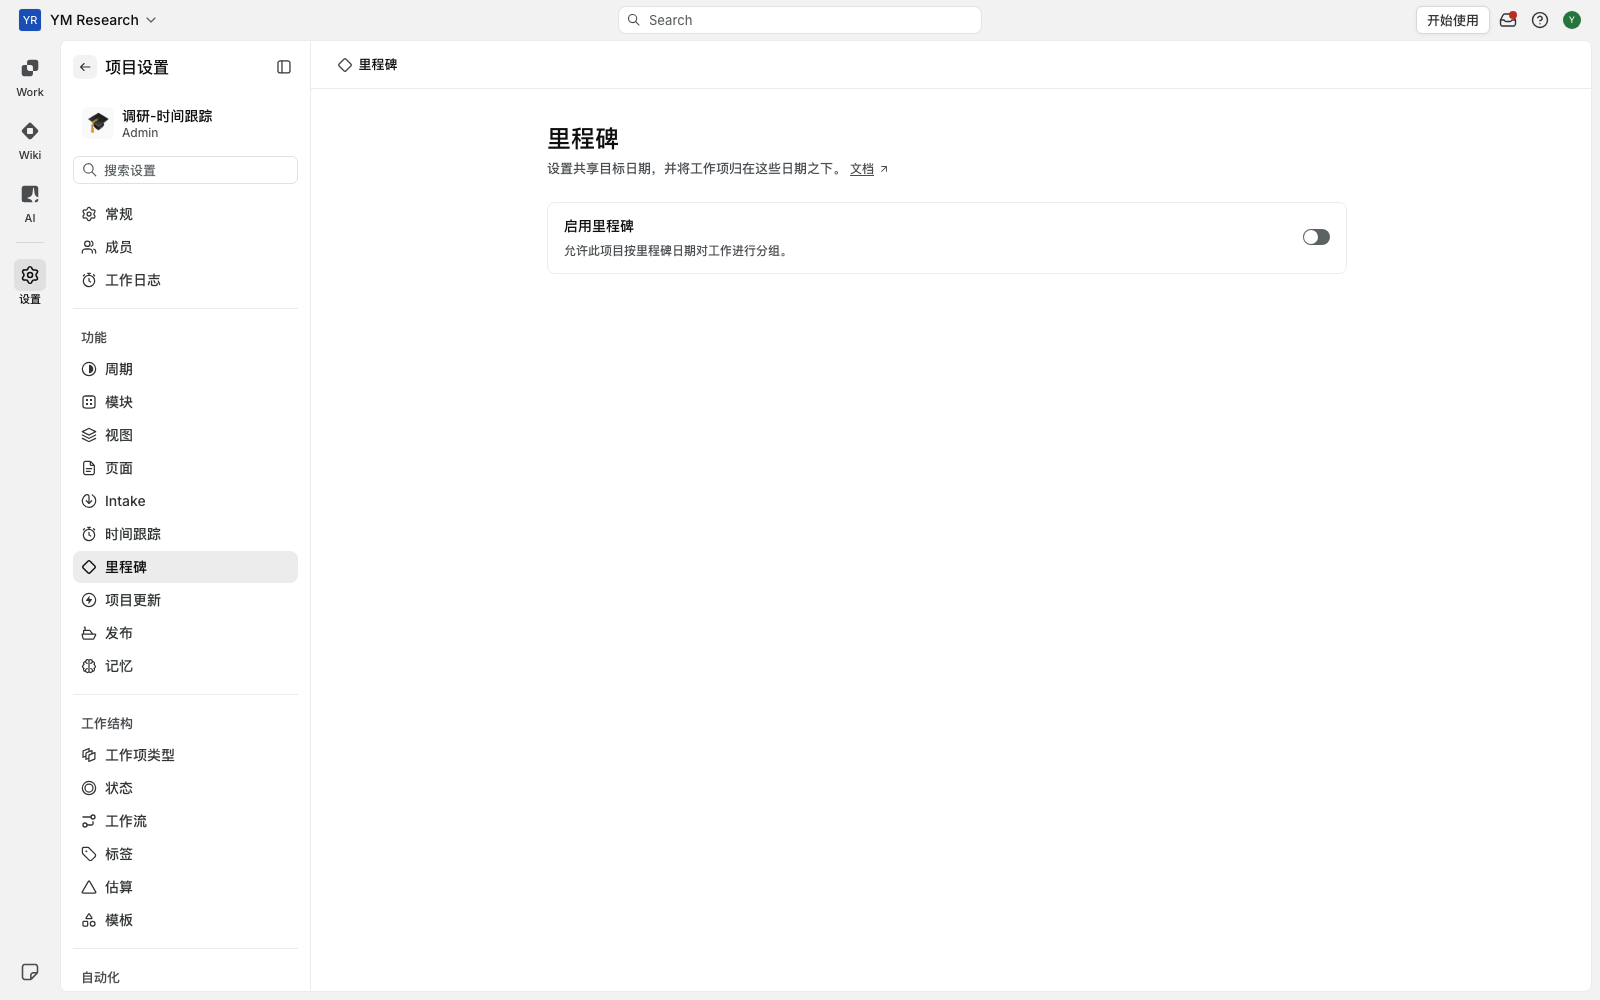 YR YM Research
Search
开始使用
Y
Work
Wiki
AI
设置
项目设置
调研-时间跟踪
Admin
搜索设置
常规
成员
工作日志
功能
周期
模块
视图
页面
Intake
时间跟踪
里程碑
项目更新
发布
记忆
工作结构
工作项类型
状态
工作流
标签
估算
模板
自动化
里程碑
里程碑
设置共享目标日期，并将工作项归在这些日期之下。 文档
启用里程碑
允许此项目按里程碑日期对工作进行分组。